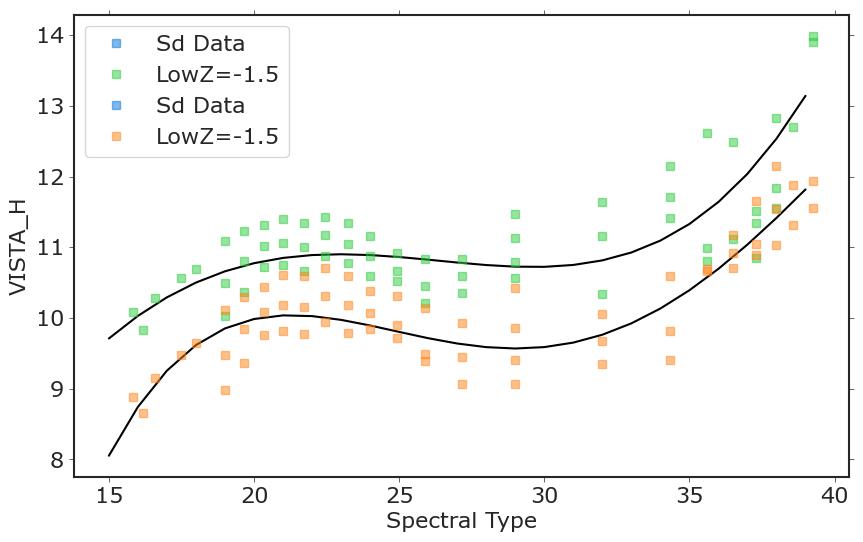 Sd Data
LowZ=-1.5
Sd Data
LowZ=-1.5
14
13
12
11
10
9
8
VISTA_H
15 20 25 30 35 40
Spectral Type